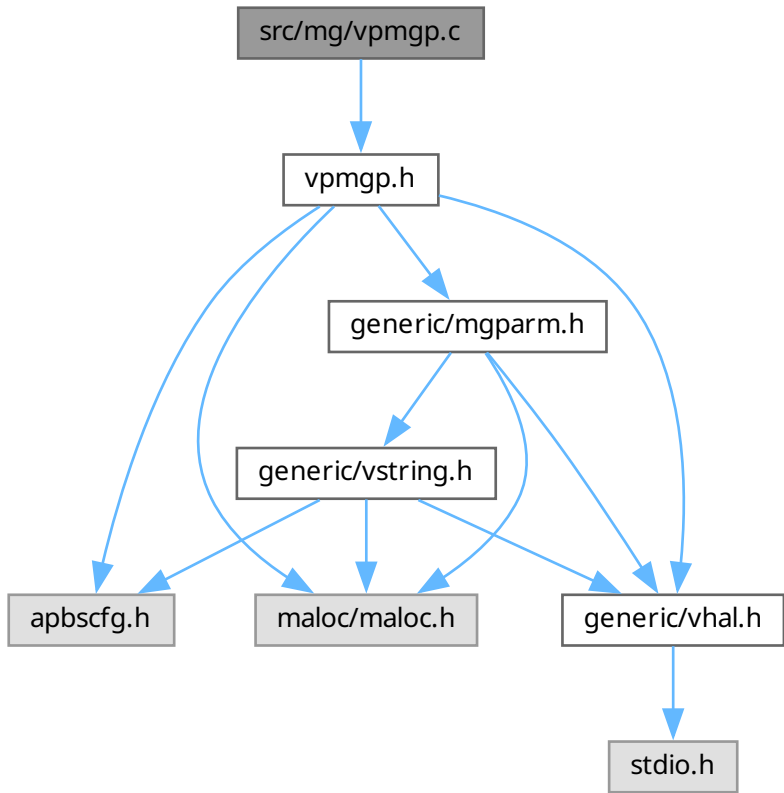 src/mg/vpmgp.c
vpmgp.h
generic/mgparm.h
generic/vstring.h
apbscfg.h
maloc/maloc.h
generic/vhal.h
stdio.h